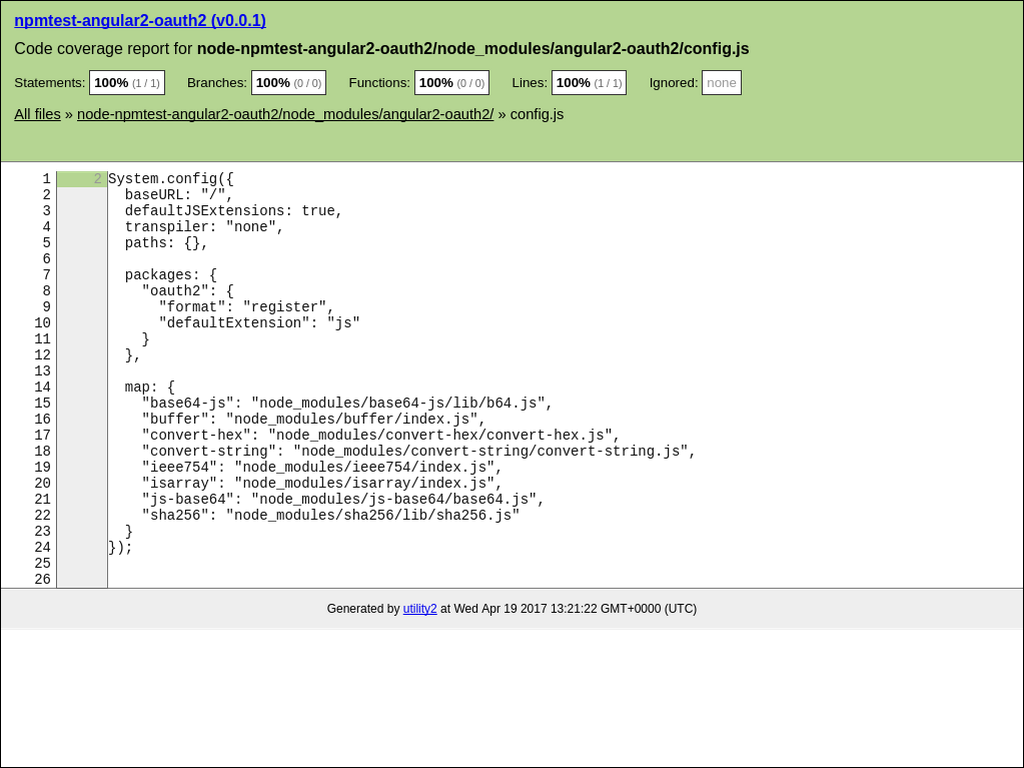 npmtest-angular2-oauth2 (v0.0.1)
Code coverage report for node-npmtest-angular2-oauth2/node_modules/angular2-oauth2/config.js
Statements: 100% (1 / 1) Branches: 100% (0 / 0) Functions: 100% (0 / 0) Lines: 100% (1 / 1) Ignored: none
All files » node-npmtest-angular2-oauth2/node_modules/angular2-oauth2/ » config.js
1 2 System.config({
2   baseURL: "/",
3   defaultJSExtensions: true,
4   transpiler: "none",
5   paths: {},
6
7   packages: {
8     "oauth2": {
9       "format": "register",
10       "defaultExtension": "js"
11     }
12   },
13
14   map: {
15     "base64-js": "node_modules/base64-js/lib/b64.js",
16     "buffer": "node_modules/buffer/index.js",
17     "convert-hex": "node_modules/convert-hex/convert-hex.js",
18     "convert-string": "node_modules/convert-string/convert-string.js",
19     "ieee754": "node_modules/ieee754/index.js",
20     "isarray": "node_modules/isarray/index.js",
21     "js-base64": "node_modules/js-base64/base64.js",
22     "sha256": "node_modules/sha256/lib/sha256.js"
23   }
24 });
25
26
Generated by utility2 at Wed Apr 19 2017 13:21:22 GMT+0000 (UTC)